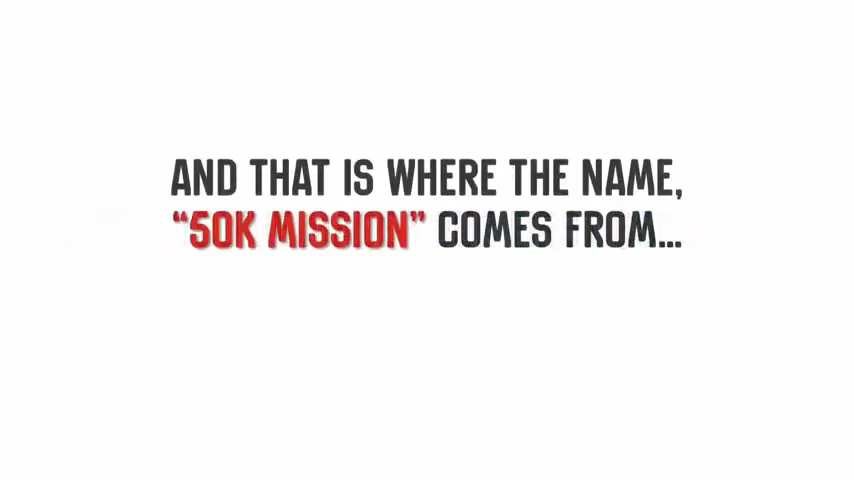 AND THAT IS WHERE THE NAME,
“50K MISSION” COMES FROM...